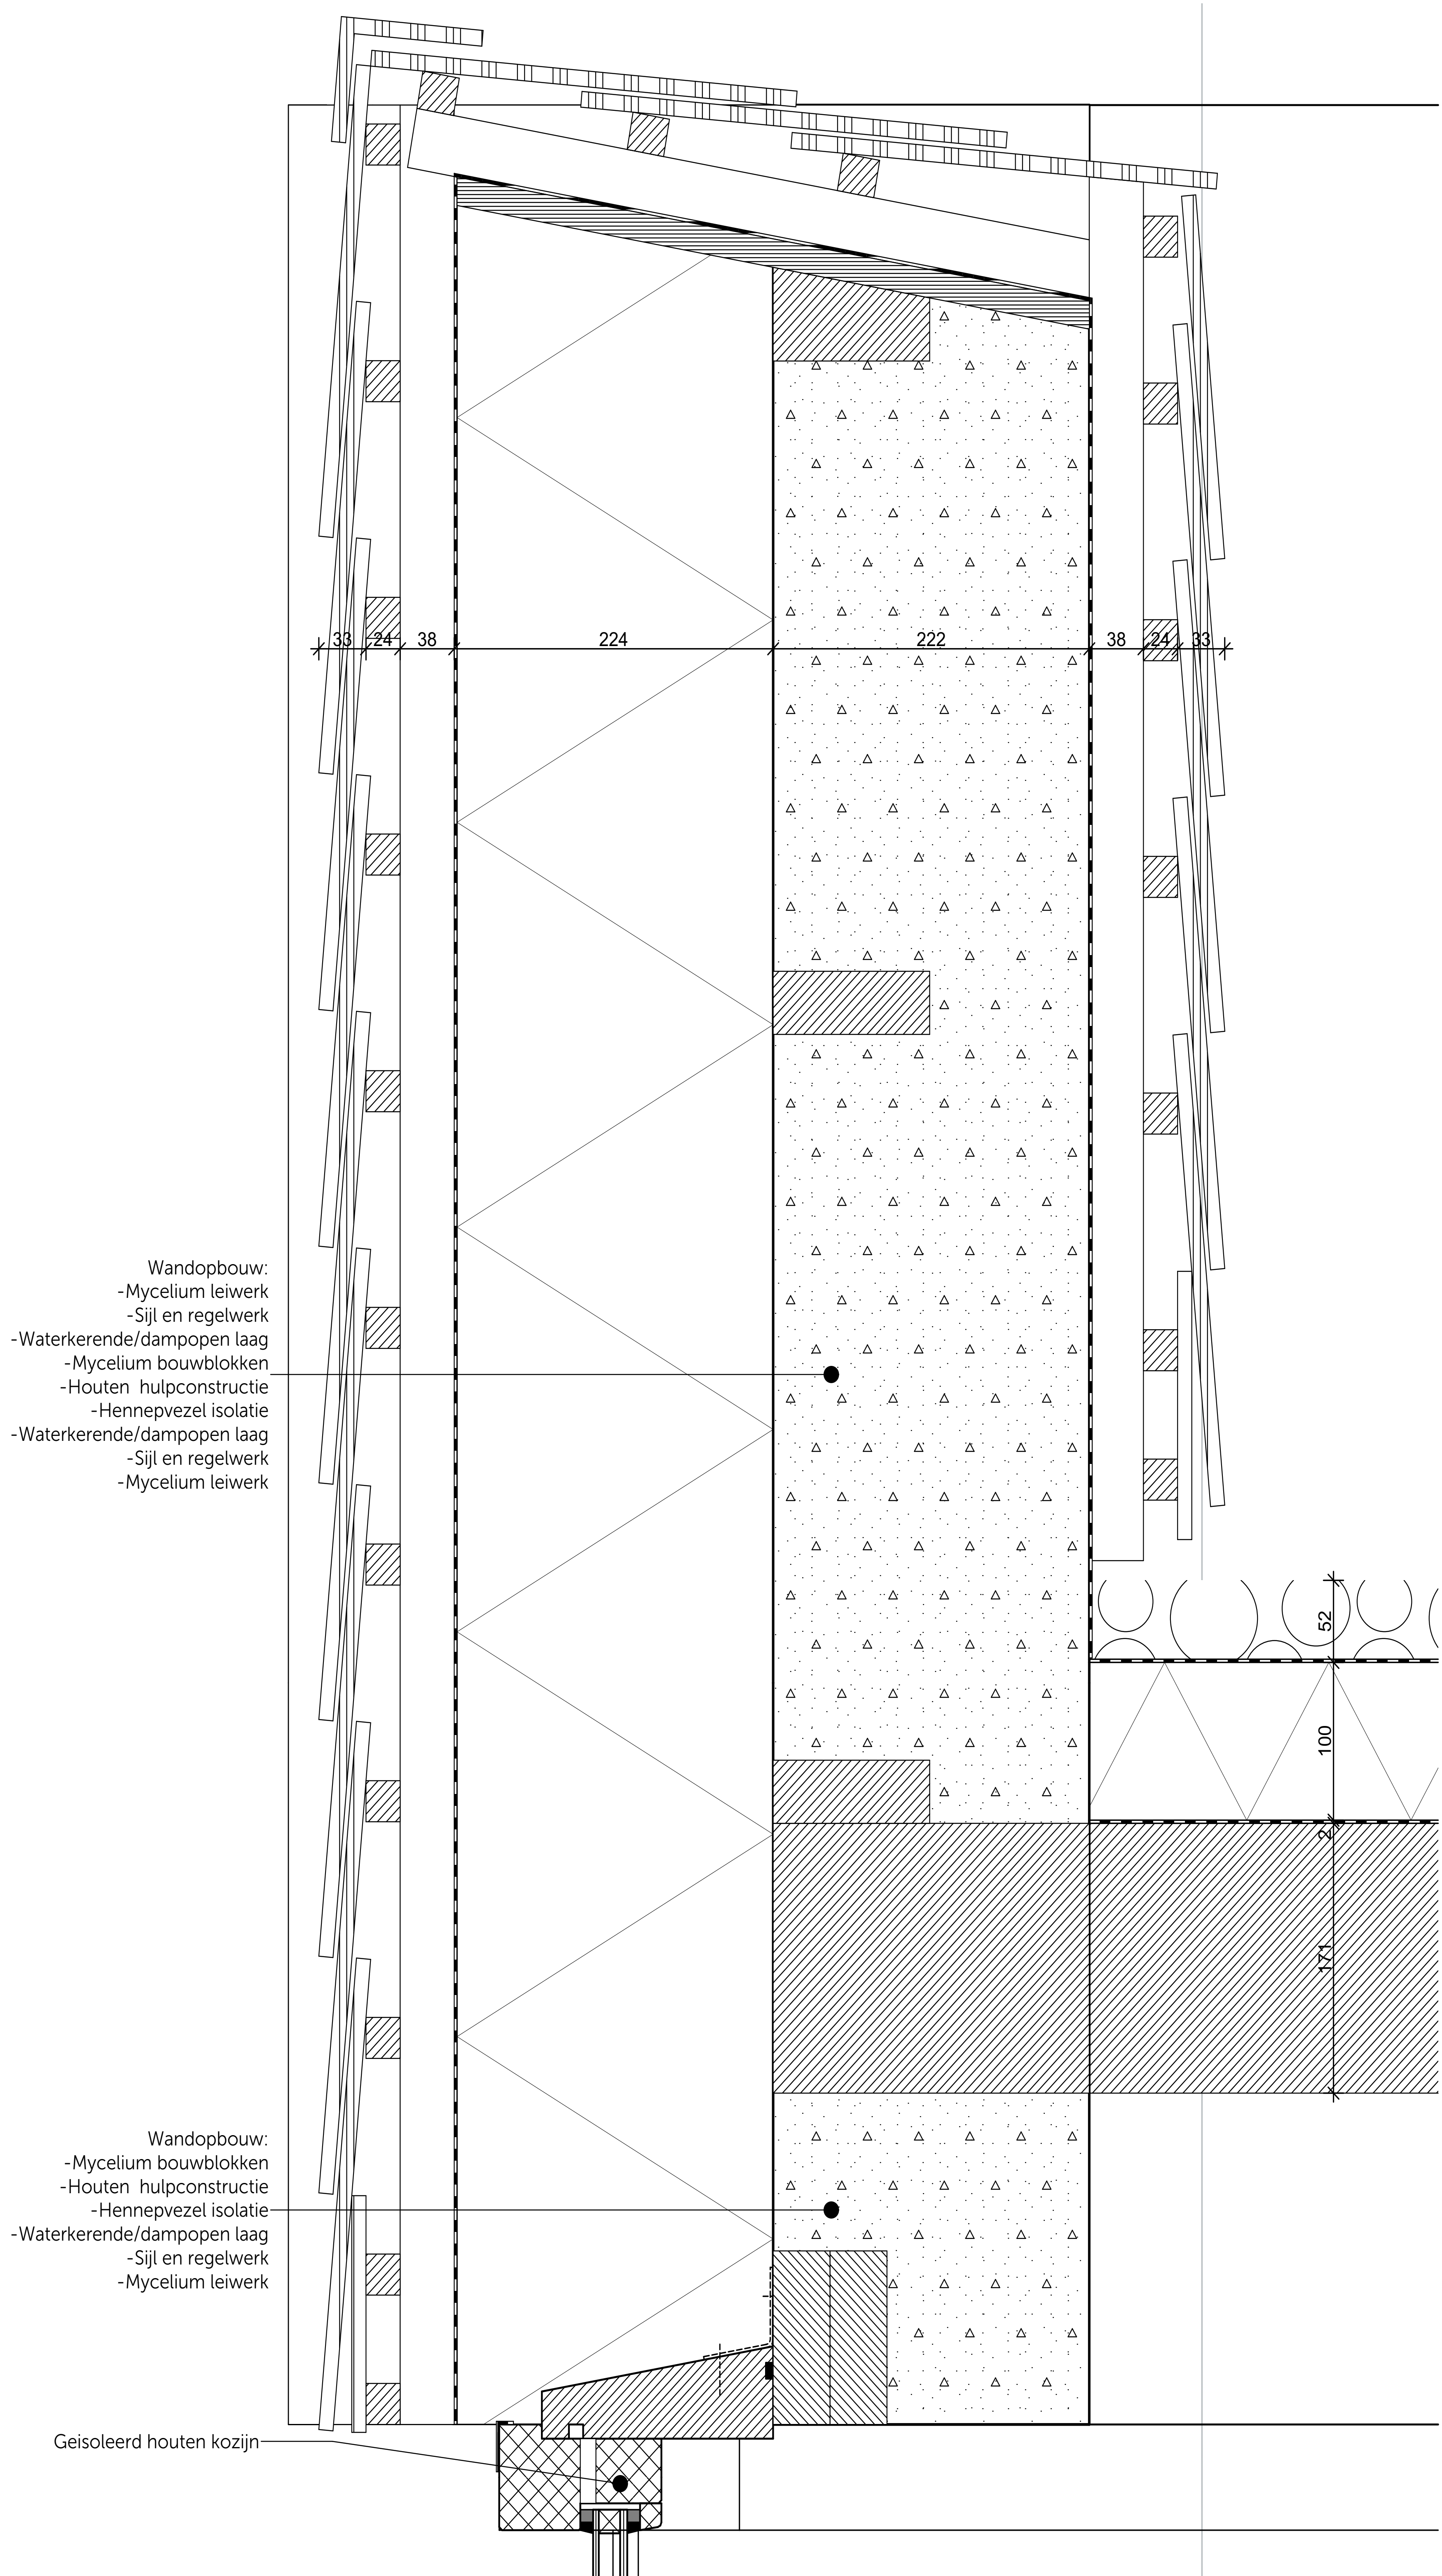 33 24 38 224 222 38 24 33
Wandopbouw:
-Mycelium leiwerk
-Sijl en regelwerk
-Waterkerende/dampopen laag
-Mycelium bouwblokken
-Houten hulpconstructie
-Hennepvezel isolatie
-Waterkerende/dampopen laag
-Sijl en regelwerk
-Mycelium leiwerk
52
100
2
171
Wandopbouw:
-Mycelium bouwblokken
-Houten hulpconstructie
-Hennepvezel isolatie
-Waterkerende/dampopen laag
-Sijl en regelwerk
-Mycelium leiwerk
Geisoleerd houten kozijn